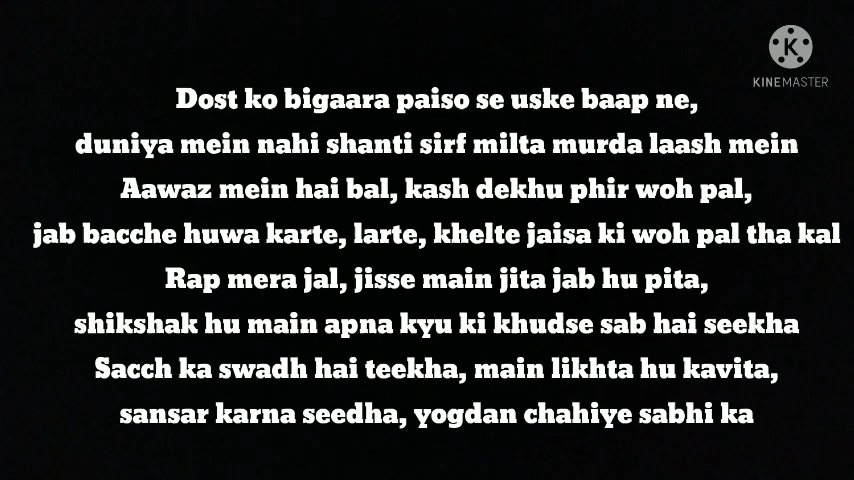 KINEMASTER
Dost ko bigaara paiso se uske baap ne,
duniya mein nahi shanti sirf milta murda laash mein
Aawaz mein hai bal, kash dekhu phir woh pal,
jab bacche huwa karte, larte, khelte jaisa ki woh pal tha kal
Rap mera jal, jisse main jita jab hu pita,
shikshak hu main apna kyu ki khudse sab hai seekha
Sacch ka swadh hai teekha, main likhta hu kavita,
sansar karna seedha, yogdan chahiye sabhi ka